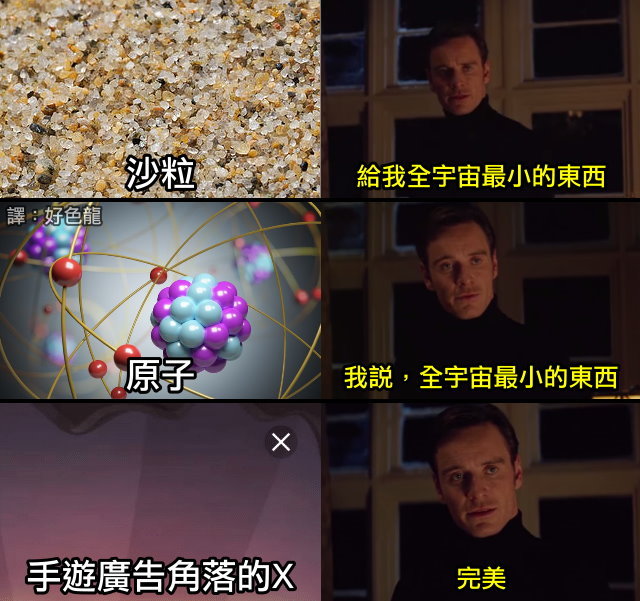 沙粒
給我全宇宙最小的東西
譯：好色龍
原子
我説，全宇宙最小的東西
手遊廣告角落的X
完美